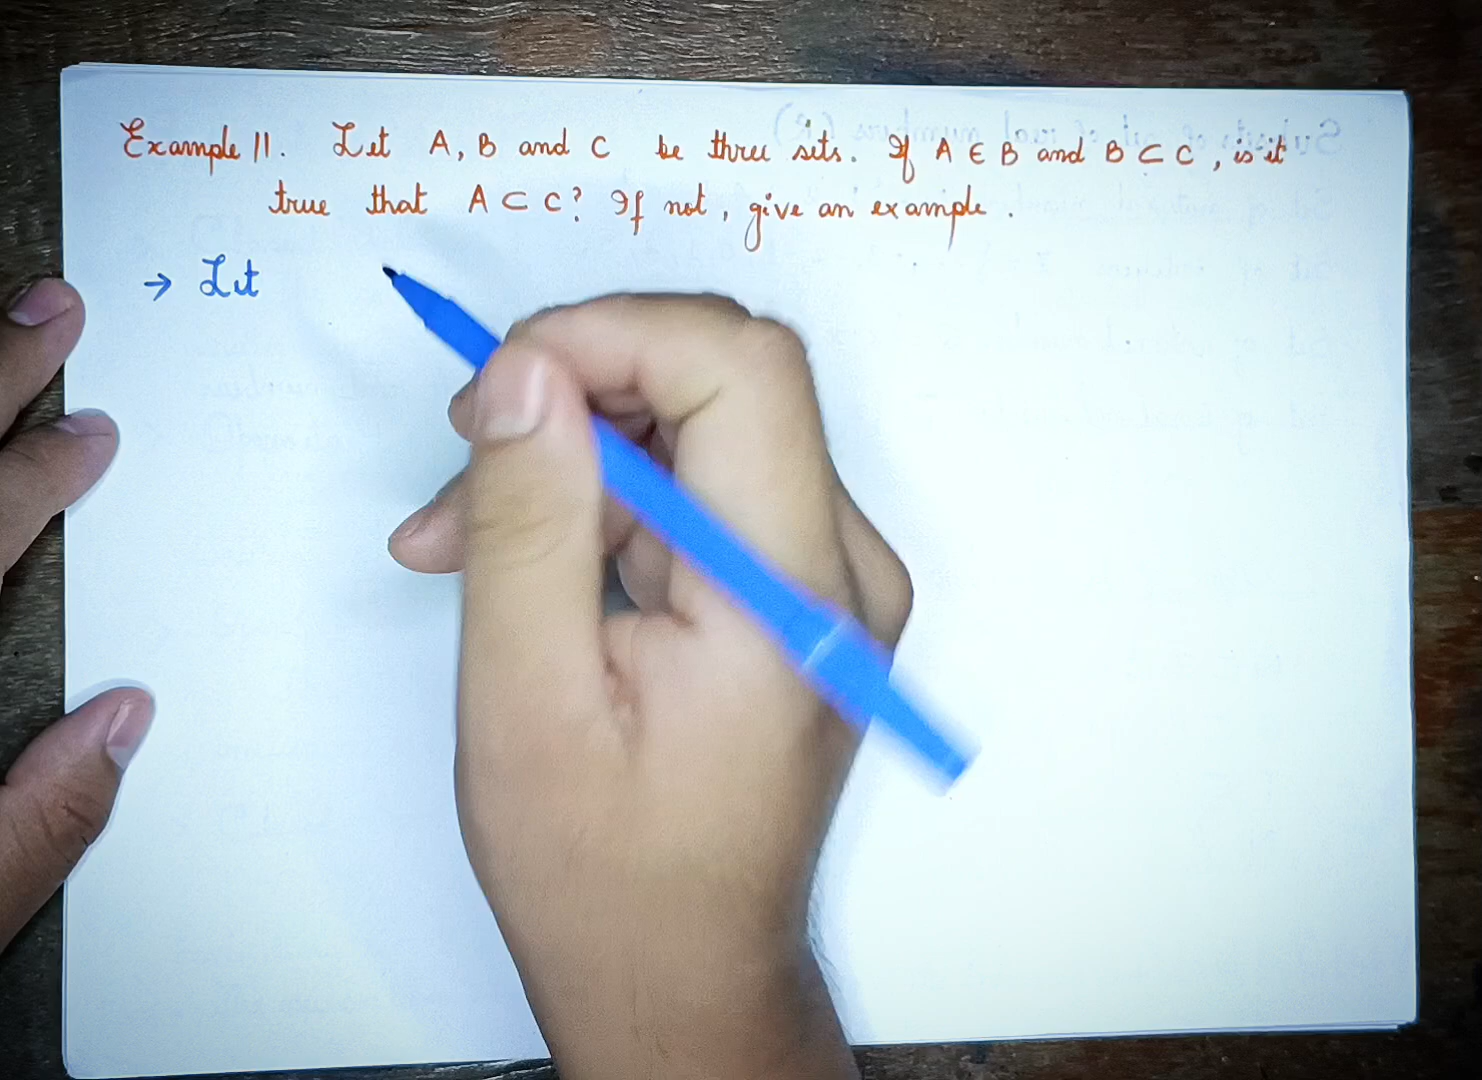 Example 11. Let A, B and C be three sets. If A ∈ B and B ⊂ C, is it
true that A ⊂ C? If not, give an example.
→ Let